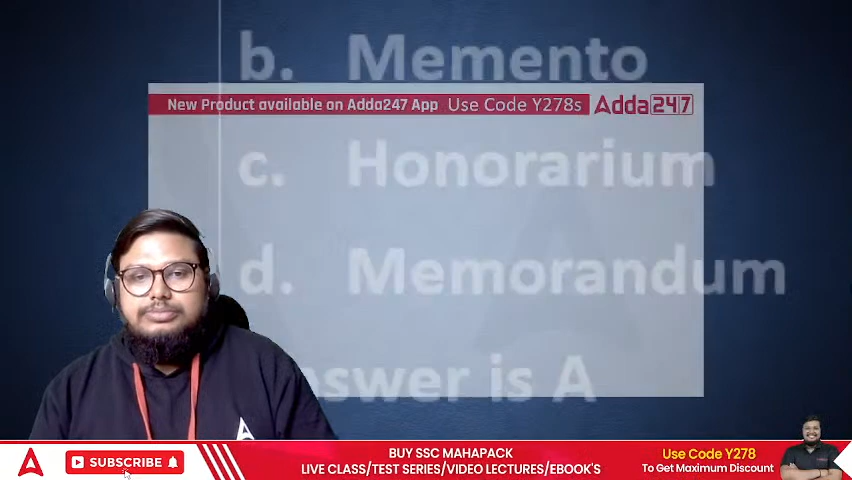 b. Memento
New Product available on Adda247 App Use Code Y278s Adda247
c. Honorarium
d. Memorandum
nswer is A
SUBSCRIBE
BUY SSC MAHAPACK
LIVE CLASS/TEST SERIES/VIDEO LECTURES/EBOOK'S
Use Code Y278
To Get Maximum Discount